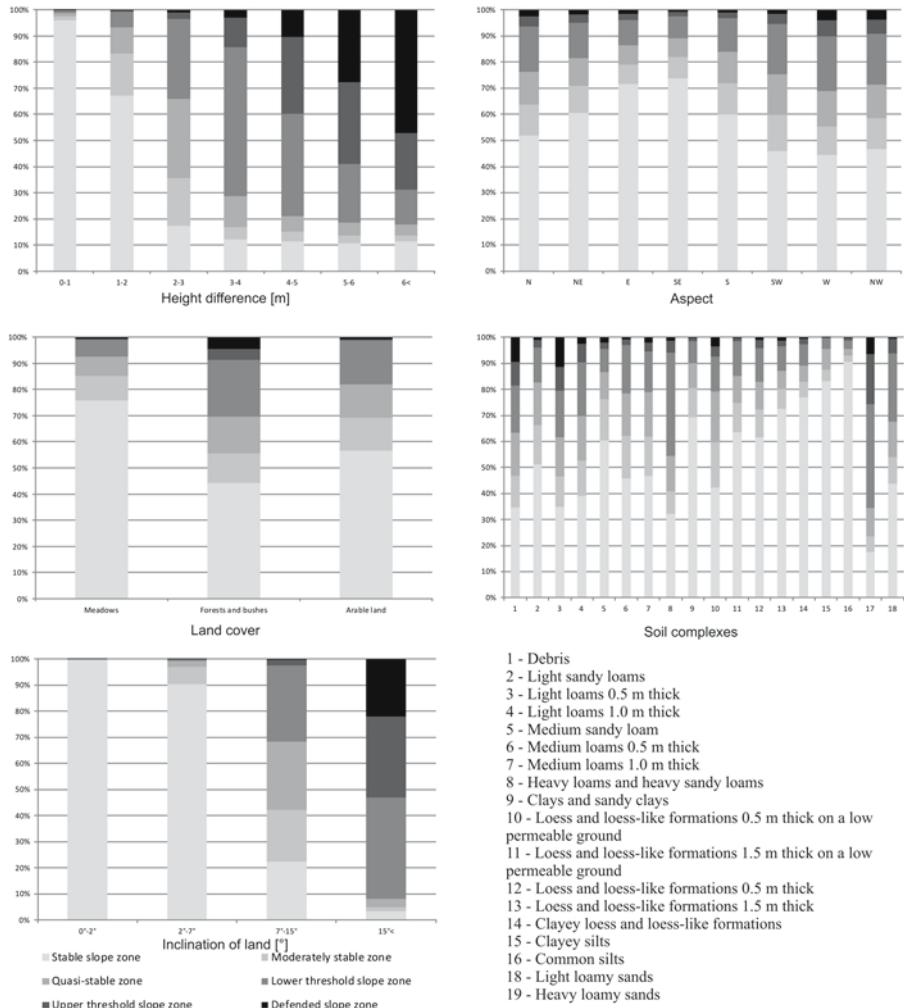 100%
90%
80%
70%
60%
50%
40%
30%
20%
10%
0%
0-1 1-2 2-3 3-4 4-5 5-6 6<
Height difference [m]
100%
90%
80%
70%
60%
50%
40%
30%
20%
10%
0%
N NE E SE S SW W NW
Aspect
100%
90%
80%
70%
60%
50%
40%
30%
20%
10%
0%
Meadows Forests and bushes Arable land
Land cover
100%
90%
80%
70%
60%
50%
40%
30%
20%
10%
0%
1 2 3 4 5 6 7 8 9 10 11 12 13 14 15 16 17 18
Soil complexes
100%
90%
80%
70%
60%
50%
40%
30%
20%
10%
0%
0°-2° 2°-7° 7°-15° 15°<
Inclination of land [°]
Stable slope zone Moderately stable zone
Quasi-stable zone Lower threshold slope zone
Upper threshold slope zone Defended slope zone
1 - Debris
2 - Light sandy loams
3 - Light loams 0.5 m thick
4 - Light loams 1.0 m thick
5 - Medium sandy loam
6 - Medium loams 0.5 m thick
7 - Medium loams 1.0 m thick
8 - Heavy loams and heavy sandy loams
9 - Clays and sandy clays
10 - Loess and loess-like formations 0.5 m thick on a low
permeable ground
11 - Loess and loess-like formations 1.5 m thick on a low
permeable ground
12 - Loess and loess-like formations 0.5 m thick
13 - Loess and loess-like formations 1.5 m thick
14 - Clayey loess and loess-like formations
15 - Clayey silts
16 - Common silts
18 - Light loamy sands
19 - Heavy loamy sands